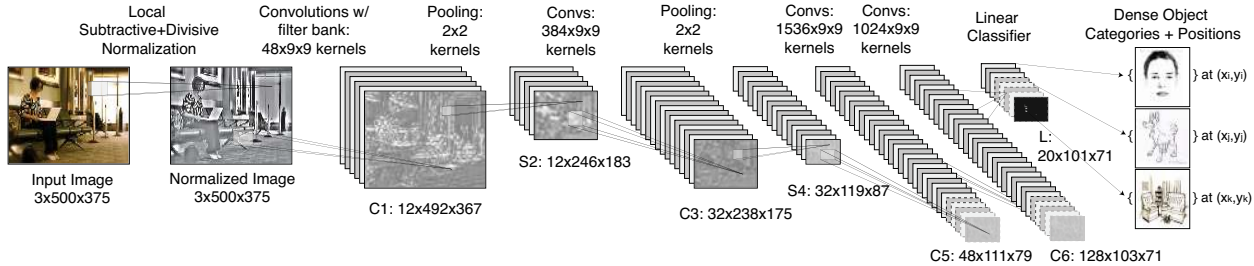 Local
Subtractive+Divisive
Normalization
Convolutions w/
filter bank:
48x9x9 kernels
Pooling:
2x2
kernels
Convs:
384x9x9
kernels
Pooling:
2x2
kernels
Convs:
1536x9x9
kernels
Convs:
1024x9x9
kernels
Linear
Classifier
Dense Object
Categories + Positions
{ } at (xi,yi)
{ } at (xj,yj)
{ } at (xk,yk)
Input Image
3x500x375
Normalized Image
3x500x375
C1: 12x492x367
S2: 12x246x183
C3: 32x238x175
S4: 32x119x87
C5: 48x111x79
C6: 128x103x71
L:
20x101x71